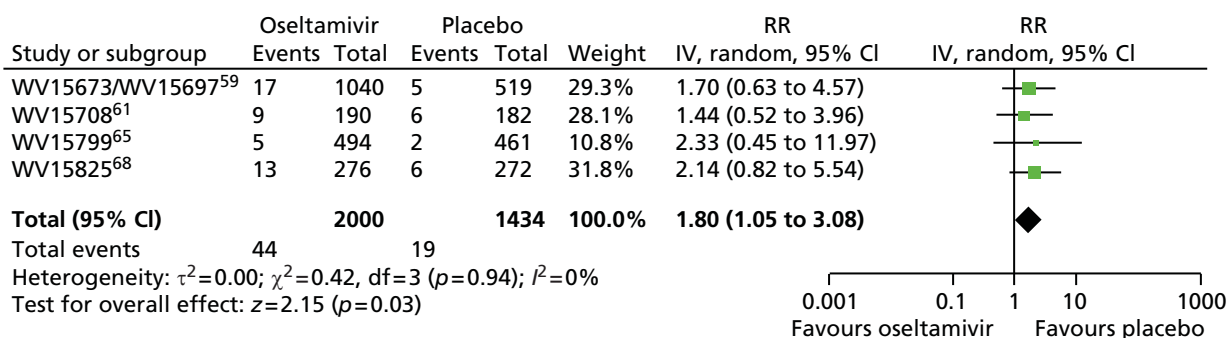 Oseltamivir Placebo RR RR
Study or subgroup Events Total Events Total Weight IV, random, 95% CI IV, random, 95% CI
WV15673/WV15697⁵⁹ 17 1040 5 519 29.3% 1.70 (0.63 to 4.57)
WV15708⁶¹ 9 190 6 182 28.1% 1.44 (0.52 to 3.96)
WV15799⁶⁵ 5 494 2 461 10.8% 2.33 (0.45 to 11.97)
WV15825⁶⁸ 13 276 6 272 31.8% 2.14 (0.82 to 5.54)
Total (95% CI) 2000 1434 100.0% 1.80 (1.05 to 3.08)
Total events 44 19
Heterogeneity: τ²=0.00; χ²=0.42, df=3 (p=0.94); I²=0%
Test for overall effect: z=2.15 (p=0.03)
0.001 0.1 1 10 1000
Favours oseltamivir Favours placebo